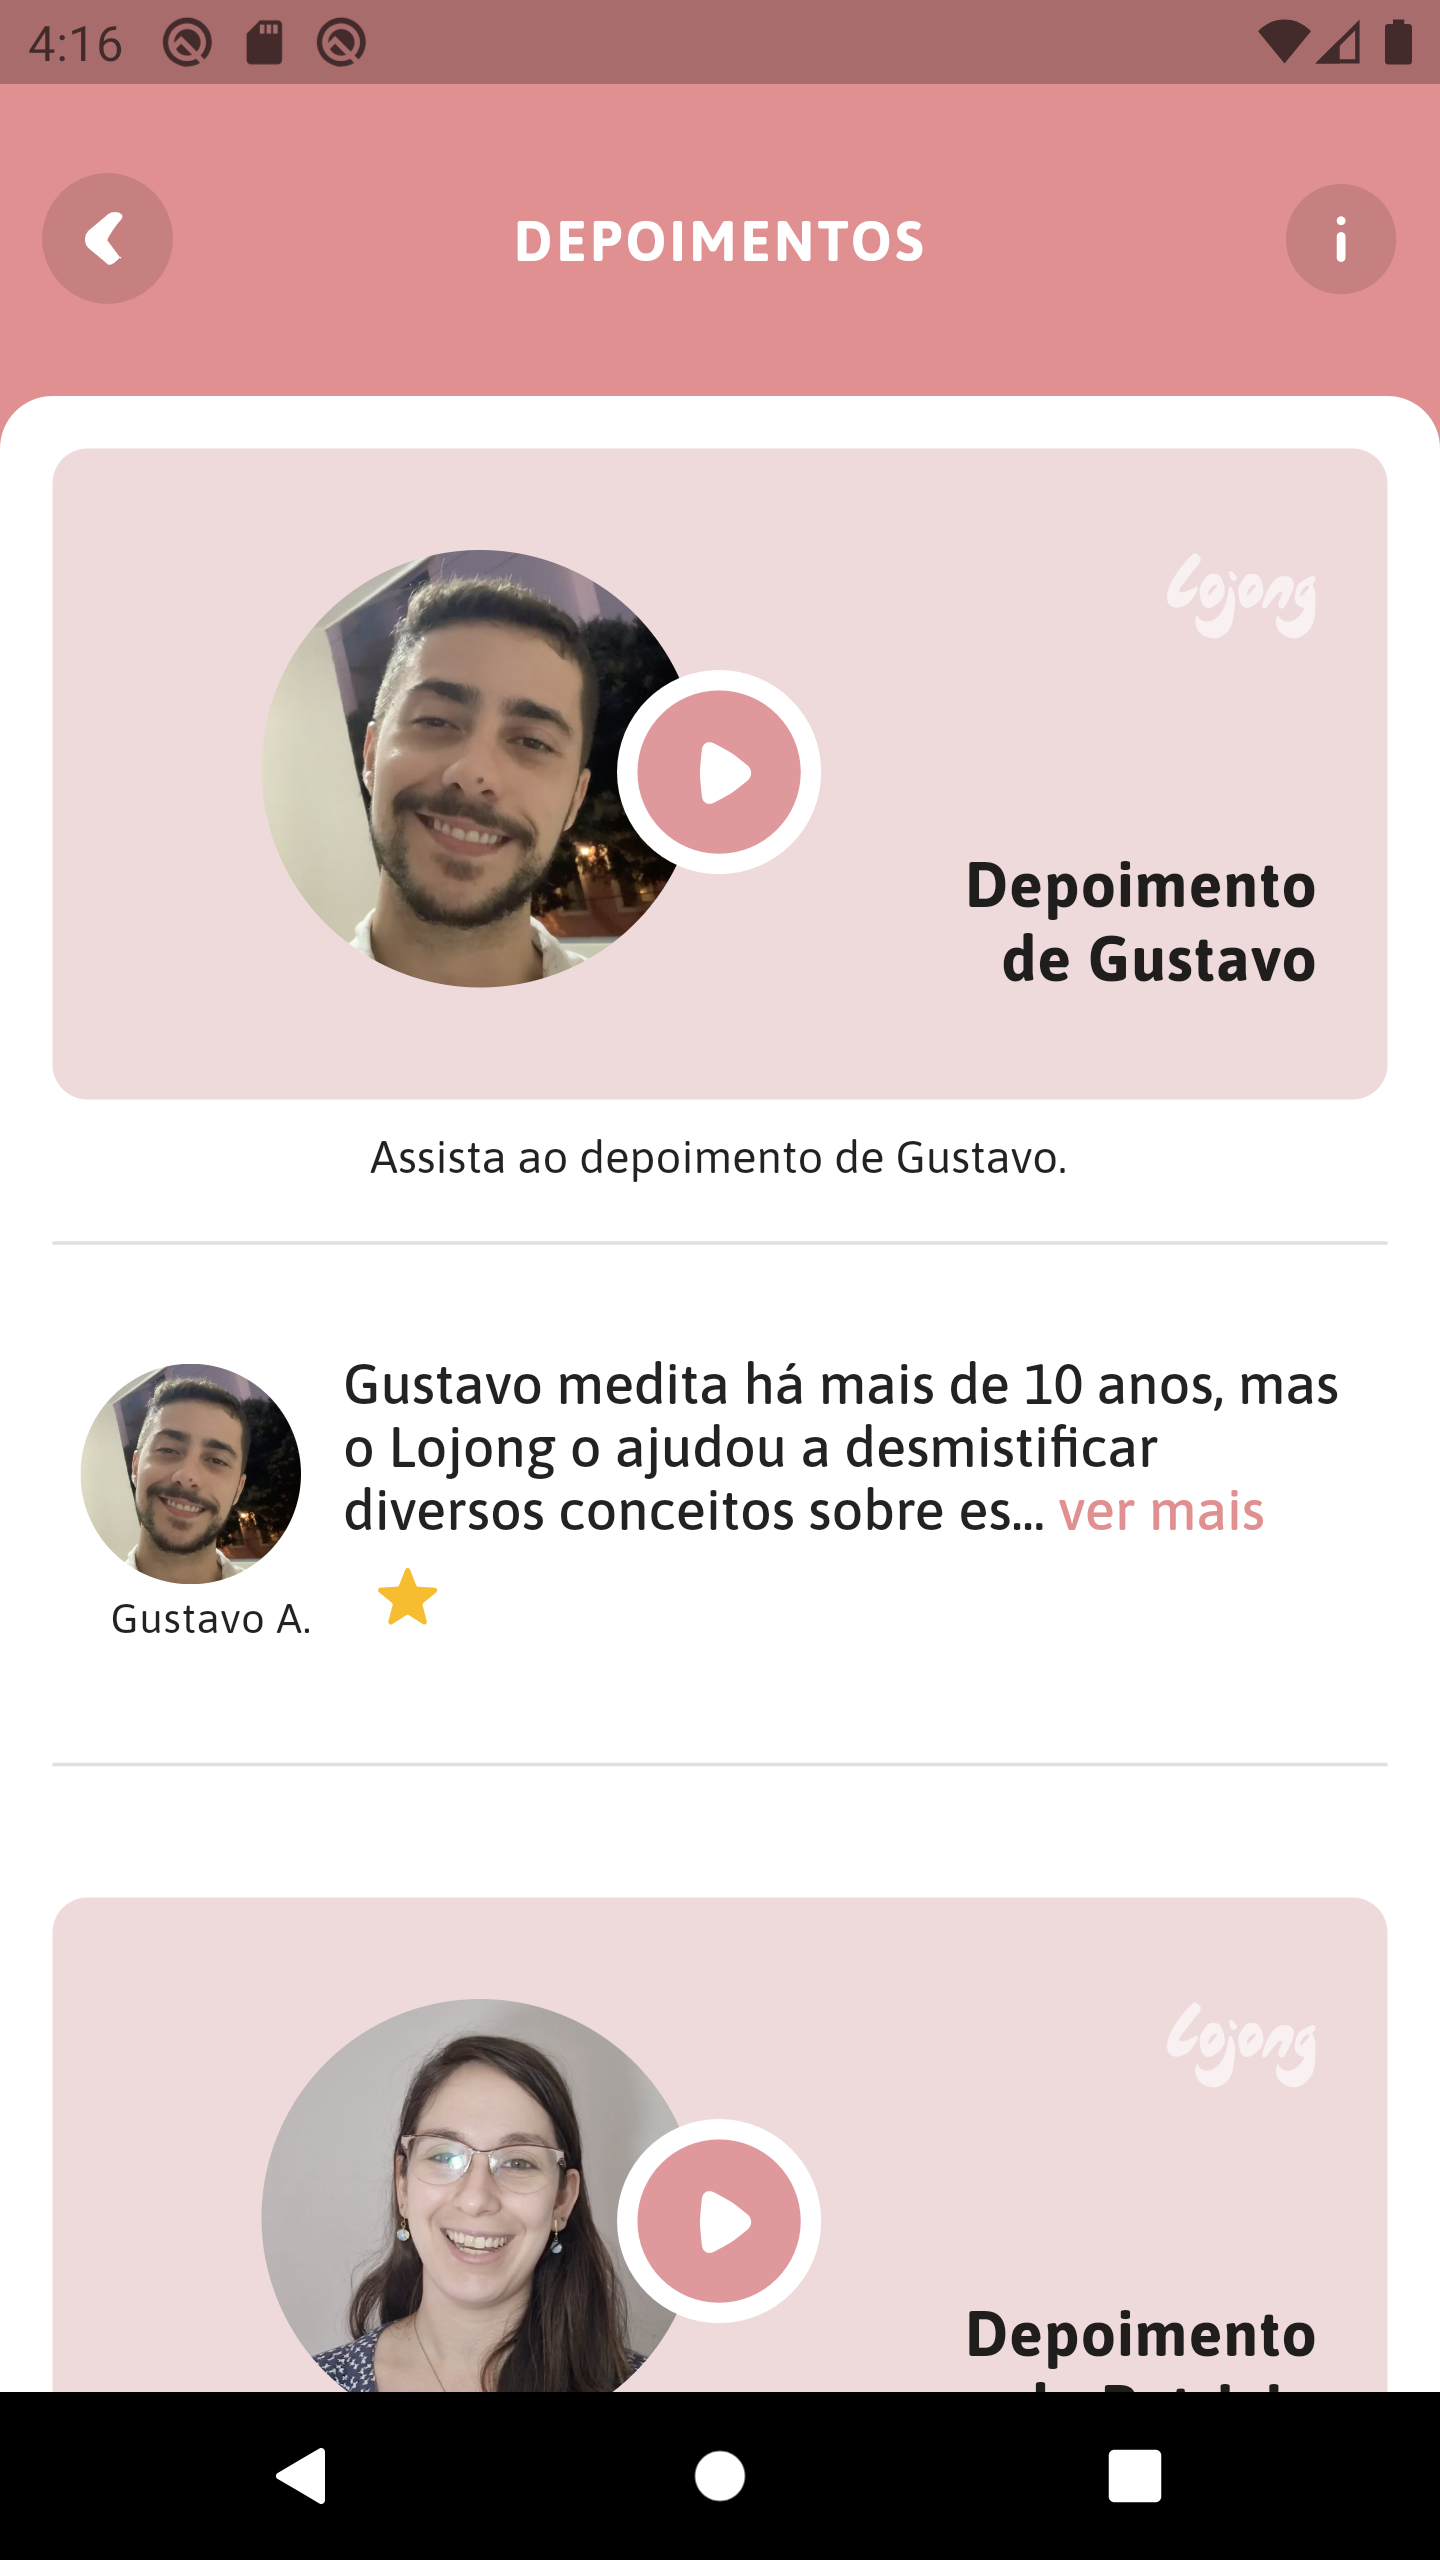 4:16
DEPOIMENTOS
Lojong
Depoimento
de Gustavo
Assista ao depoimento de Gustavo.
Gustavo medita há mais de 10 anos, mas
o Lojong o ajudou a desmistificar
diversos conceitos sobre es... ver mais
Gustavo A.
Lojong
Depoimento